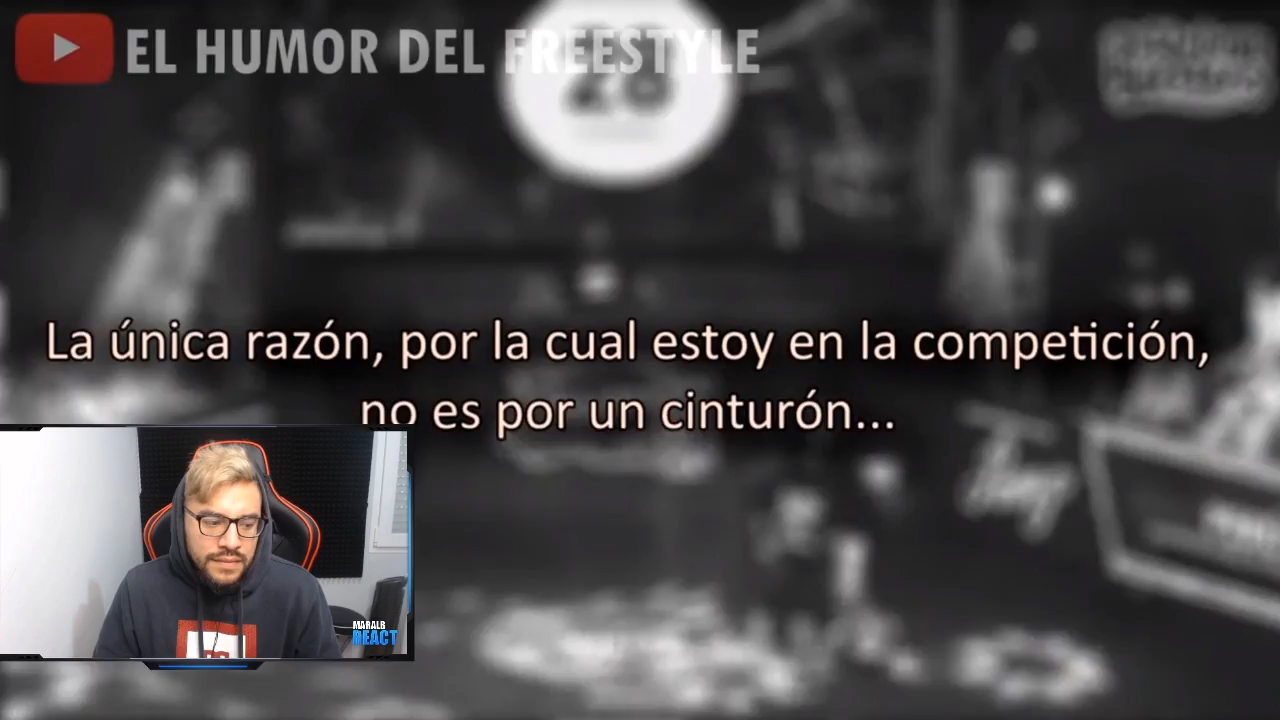 EL HUMOR DEL FREESTYLE
28
La única razón, por la cual estoy en la competición,
no es por un cinturón...
MARALB
REACT